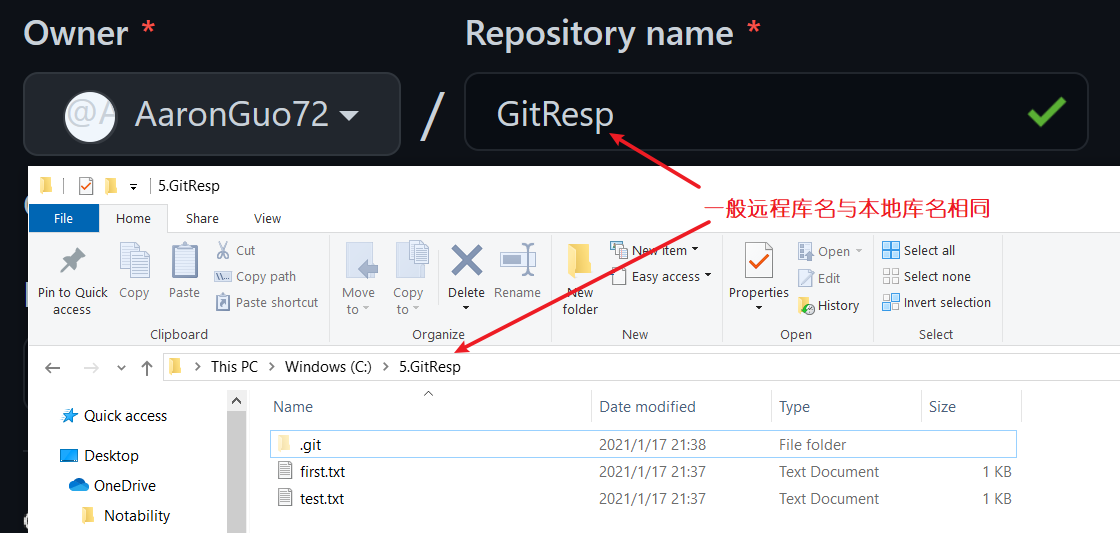 Owner *
Repository name *
@A
AaronGuo72
/
GitResp
5.GitResp
一般远程库名与本地库名相同
File
Home
Share
View
Pin to Quick access
Copy
Paste
Cut
Copy path
Paste shortcut
Clipboard
Move to
Copy to
Delete
Rename
Organize
New folder
New item
Easy access
New
Properties
Open
Edit
History
Open
Select all
Select none
Invert selection
Select
This PC > Windows (C:) > 5.GitResp
Name Date modified Type Size
Quick access
Desktop
OneDrive
Notability
.git 2021/1/17 21:38 File folder
first.txt 2021/1/17 21:37 Text Document 1 KB
test.txt 2021/1/17 21:37 Text Document 1 KB